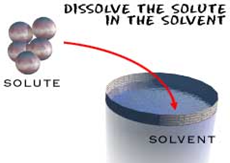 DISSOLVE THE SOLUTE
IN THE SOLVENT
SOLUTE
SOLVENT